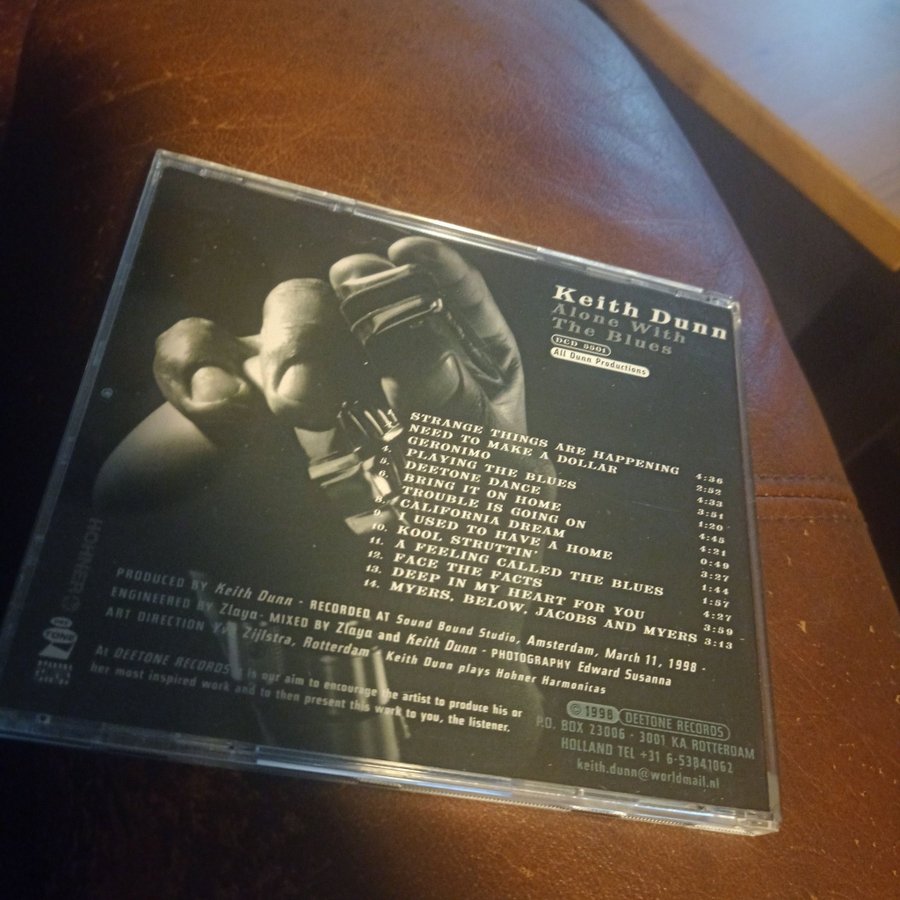 Keith Dunn
Alone With
The Blues
DCD 5501
All Dunn Productions
STRANGE THINGS ARE HAPPENING 4:36
NEED TO MAKE A DOLLAR 2:52
GERONIMO 4:33
4. PLAYING THE BLUES 3:51
5. DEETONE DANCE 1:20
6. BRING IT ON HOME 4:45
TROUBLE IS GOING ON 4:21
8. CALIFORNIA DREAM 0:49
9. I USED TO HAVE A HOME 3:27
10. KOOL STRUTTIN' 1:44
11. A FEELING CALLED THE BLUES 1:57
12. FACE THE FACTS 4:27
13. DEEP IN MY HEART FOR YOU 3:59
14. MYERS, BELOW, JACOBS AND MYERS 3:13
PRODUCED BY Keith Dunn - RECORDED AT Sound Bound Studio, Amsterdam, March 11, 1998 -
ENGINEERED BY Zlaya - MIXED BY Zlaya and Keith Dunn - PHOTOGRAPHY Edward Susanna
ART DIRECTION Zijlstra, Rotterdam - Keith Dunn plays Hohner Harmonicas
At DEETONE RECORDS it is our aim to encourage the artist to produce his or
her most inspired work and to then present this work to you, the listener.
HOHNER
© 1998 DEETONE RECORDS
P.O. BOX 23006 - 3001 KA ROTTERDAM
HOLLAND TEL +31 6-53841062
keith.dunn@worldmail.nl